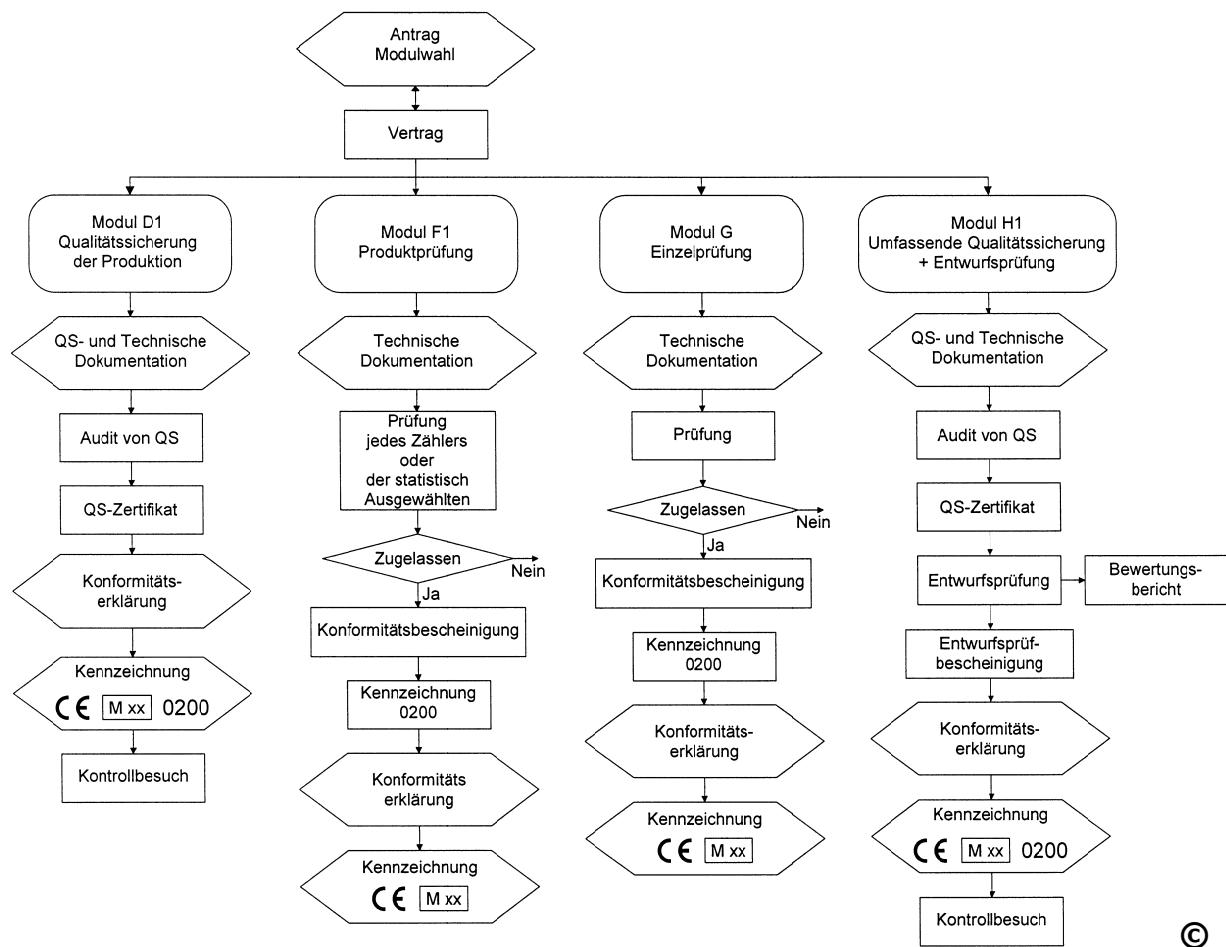 Antrag
Modulwahl
Vertrag
Modul D1
Qualitätssicherung
der Produktion
QS- und Technische
Dokumentation
Audit von QS
QS-Zertifikat
Konformitäts-
erklärung
Kennzeichnung
CE M xx 0200
Kontrollbesuch
Modul F1
Produktprüfung
Technische
Dokumentation
Prüfung
jedes Zählers
oder
der statistisch
Ausgewählten
Zugelassen
Nein
Ja
Konformitätsbescheinigung
Kennzeichnung
0200
Konformitäts
erklärung
Kennzeichnung
CE M xx
Modul G
Einzelprüfung
Technische
Dokumentation
Prüfung
Zugelassen
Nein
Ja
Konformitätsbescheinigung
Kennzeichnung
0200
Konformitäts-
erklärung
Kennzeichnung
CE M xx
Modul H1
Umfassende Qualitätssicherung
+ Entwurfsprüfung
QS- und Technische
Dokumentation
Audit von QS
QS-Zertifikat
Entwurfsprüfung
Bewertungs-
bericht
Entwurfsprüf-
bescheinigung
Konformitäts-
erklärung
Kennzeichnung
CE M xx 0200
Kontrollbesuch
©